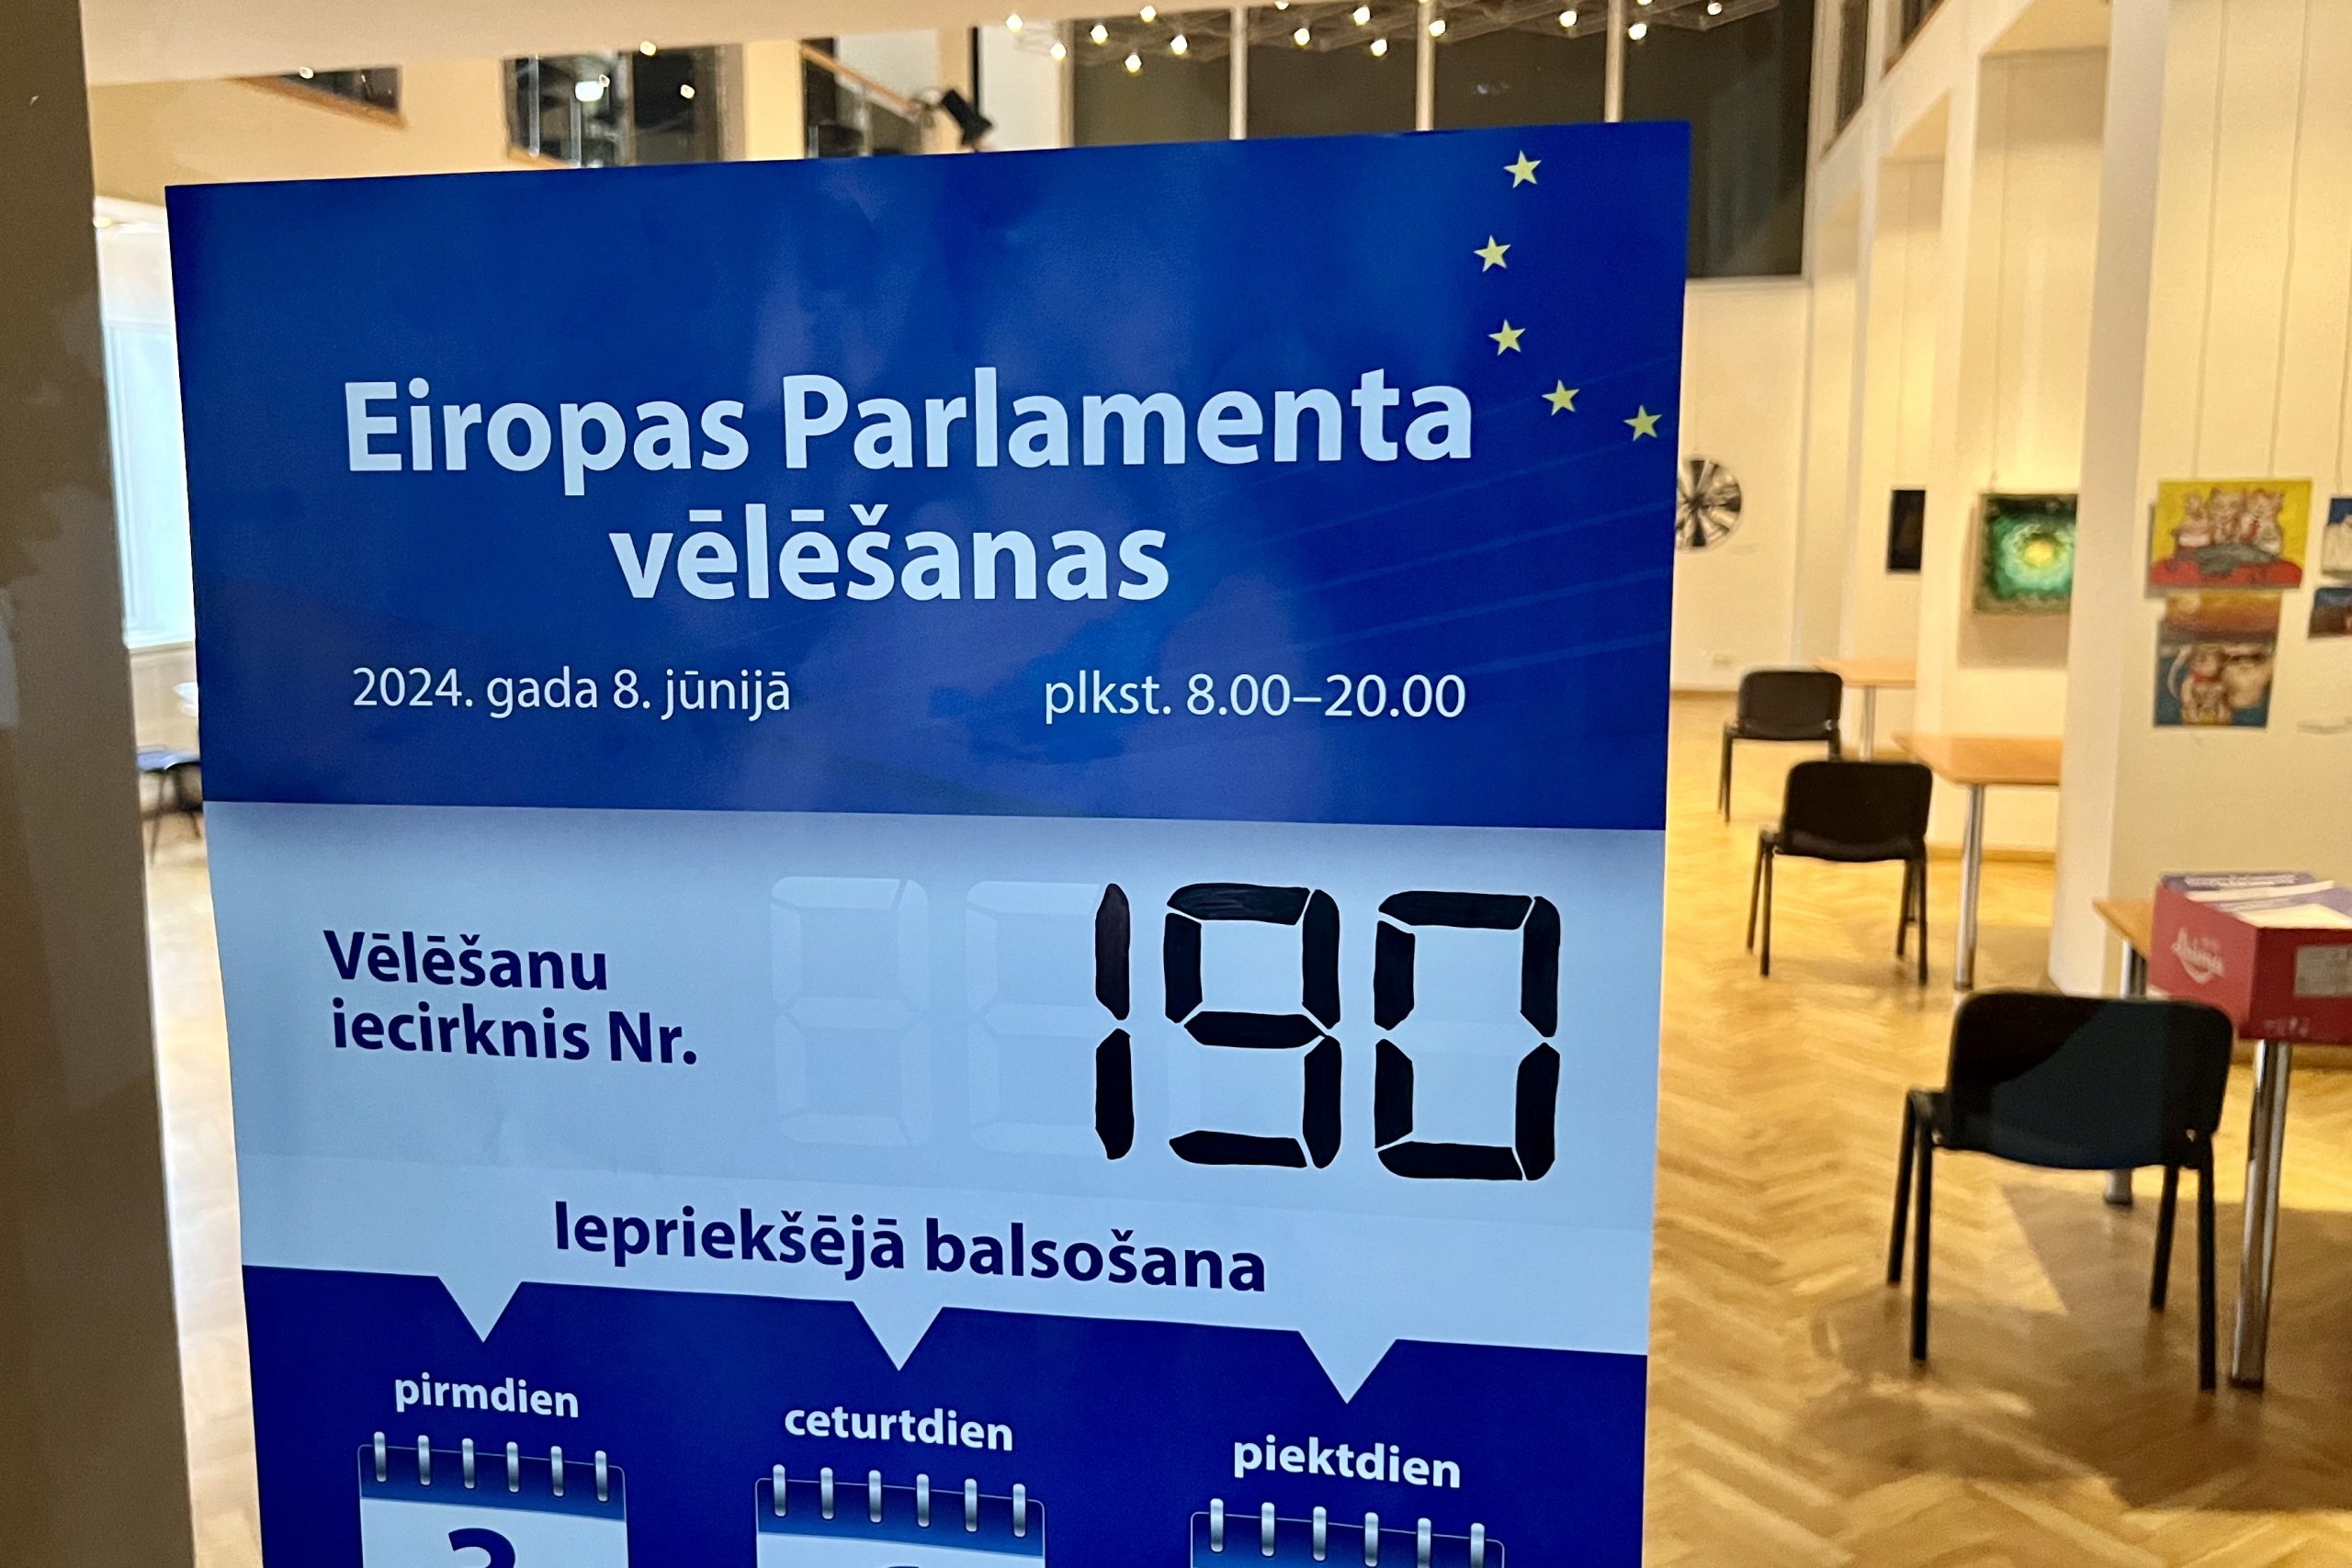 Eiropas Parlamenta
vēlēšanas
2024. gada 8. jūnijā plkst. 8.00–20.00
Vēlēšanu
iecirknis Nr.
190
Iepriekšējā balsošana
pirmdien ceturtdien piektdien
3